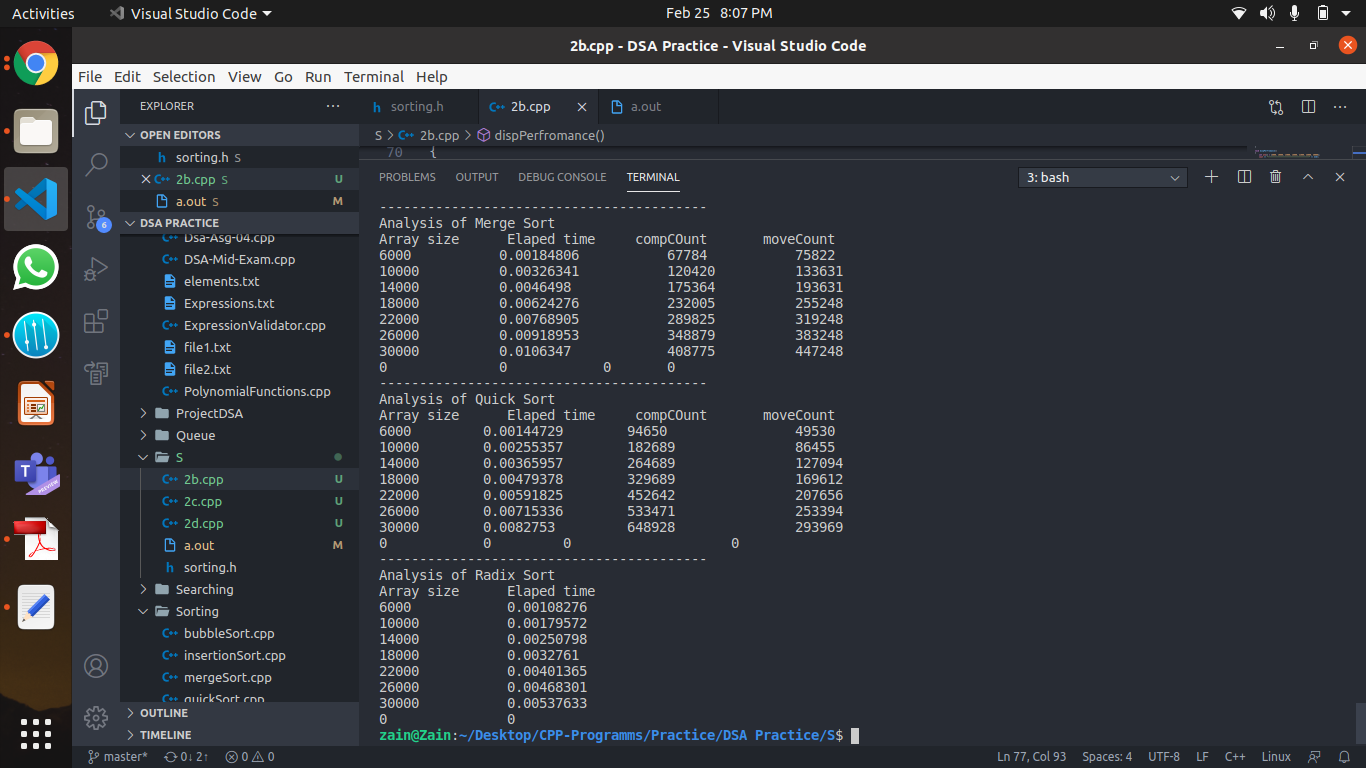 Activities Visual Studio Code Feb 25 8:07 PM
2b.cpp - DSA Practice - Visual Studio Code
File Edit Selection View Go Run Terminal Help
EXPLORER ··· sorting.h 2b.cpp a.out ···
OPEN EDITORS
sorting.h S
2b.cpp S U
a.out S M
DSA PRACTICE
Dsa-Asg-04.cpp
DSA-Mid-Exam.cpp
elements.txt
Expressions.txt
ExpressionValidator.cpp
file1.txt
file2.txt
PolynomialFunctions.cpp
ProjectDSA
Queue
S
2b.cpp U
2c.cpp U
2d.cpp U
a.out M
sorting.h
Searching
Sorting
bubbleSort.cpp
insertionSort.cpp
mergeSort.cpp
quickSort.cpp
OUTLINE
TIMELINE
6
T
PREVIEW
S > 2b.cpp > dispPerfromance()
70 {
PROBLEMS OUTPUT DEBUG CONSOLE TERMINAL 3: bash
-----------------------------------------
Analysis of Merge Sort
Array size Elaped time compCOunt moveCount
6000 0.00184806 67784 75822
10000 0.00326341 120420 133631
14000 0.0046498 175364 193631
18000 0.00624276 232005 255248
22000 0.00768905 289825 319248
26000 0.00918953 348879 383248
30000 0.0106347 408775 447248
0 0 0 0
-----------------------------------------
Analysis of Quick Sort
Array size Elaped time compCOunt moveCount
6000 0.00144729 94650 49530
10000 0.00255357 182689 86455
14000 0.00365957 264689 127094
18000 0.00479378 329689 169612
22000 0.00591825 452642 207656
26000 0.00715336 533471 253394
30000 0.0082753 648928 293969
0 0 0 0
-----------------------------------------
Analysis of Radix Sort
Array size Elaped time
6000 0.00108276
10000 0.00179572
14000 0.00250798
18000 0.0032761
22000 0.00401365
26000 0.00468301
30000 0.00537633
0 0
zain@Zain:~/Desktop/CPP-Programms/Practice/DSA Practice/S$
master* 0↓ 2↑ 0 0 Ln 77, Col 93 Spaces: 4 UTF-8 LF C++ Linux